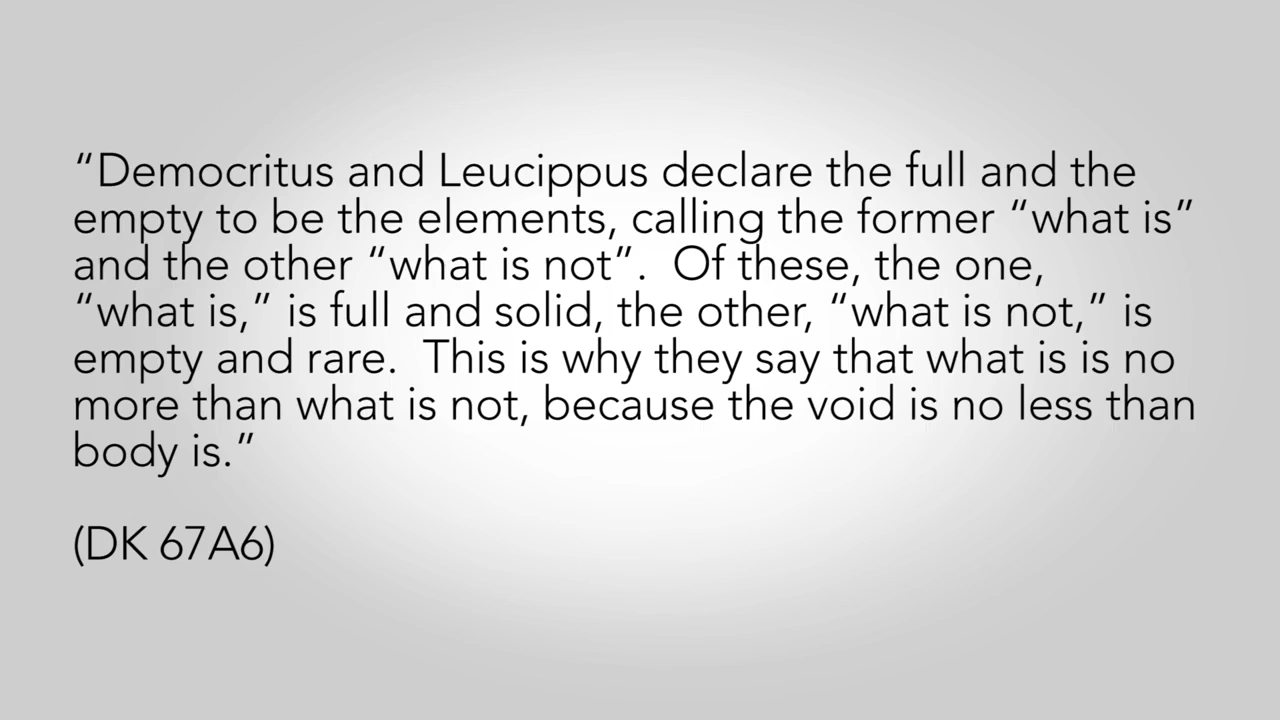 “Democritus and Leucippus declare the full and the
empty to be the elements, calling the former “what is”
and the other “what is not”.  Of these, the one,
“what is,” is full and solid, the other, “what is not,” is
empty and rare.  This is why they say that what is is no
more than what is not, because the void is no less than
body is.”
(DK 67A6)